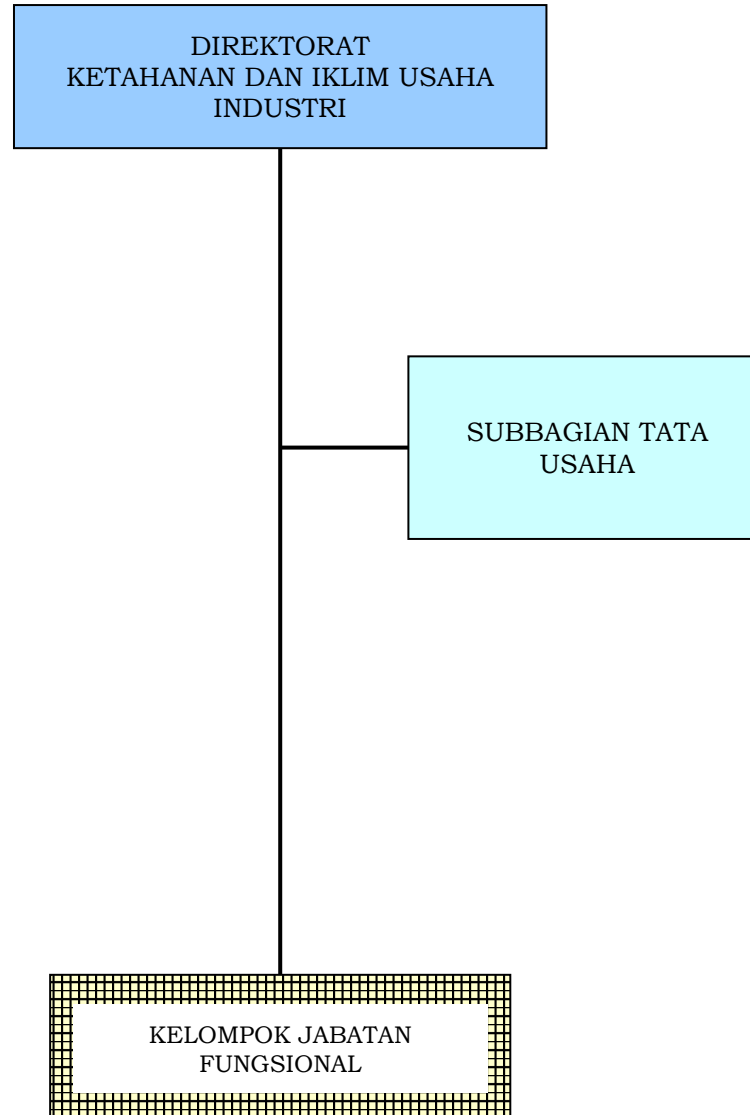 DIREKTORAT
KETAHANAN DAN IKLIM USAHA
INDUSTRI
SUBBAGIAN TATA
USAHA
KELOMPOK JABATAN
FUNGSIONAL